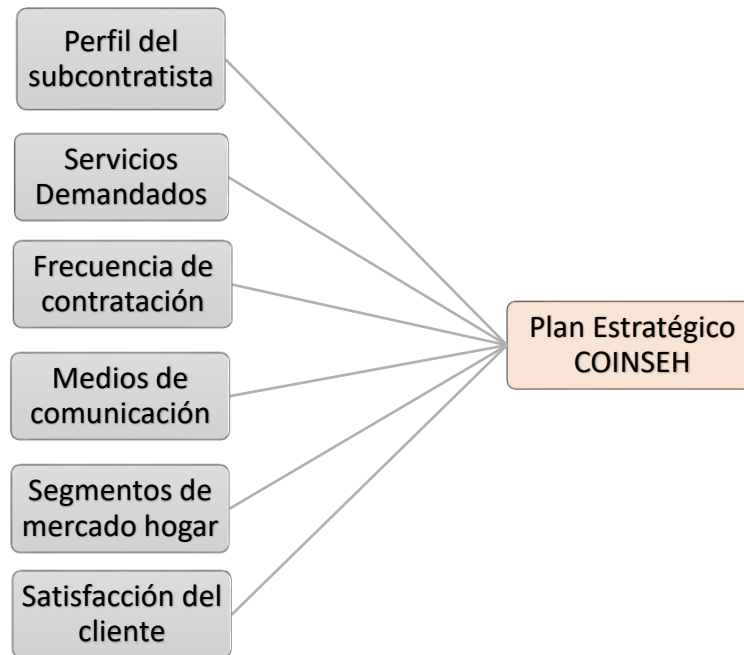 Perfil del
subcontratista
Servicios
Demandados
Frecuencia de
contratación
Medios de
comunicación
Segmentos de
mercado hogar
Satisfacción del
cliente
Plan Estratégico
COINSEH